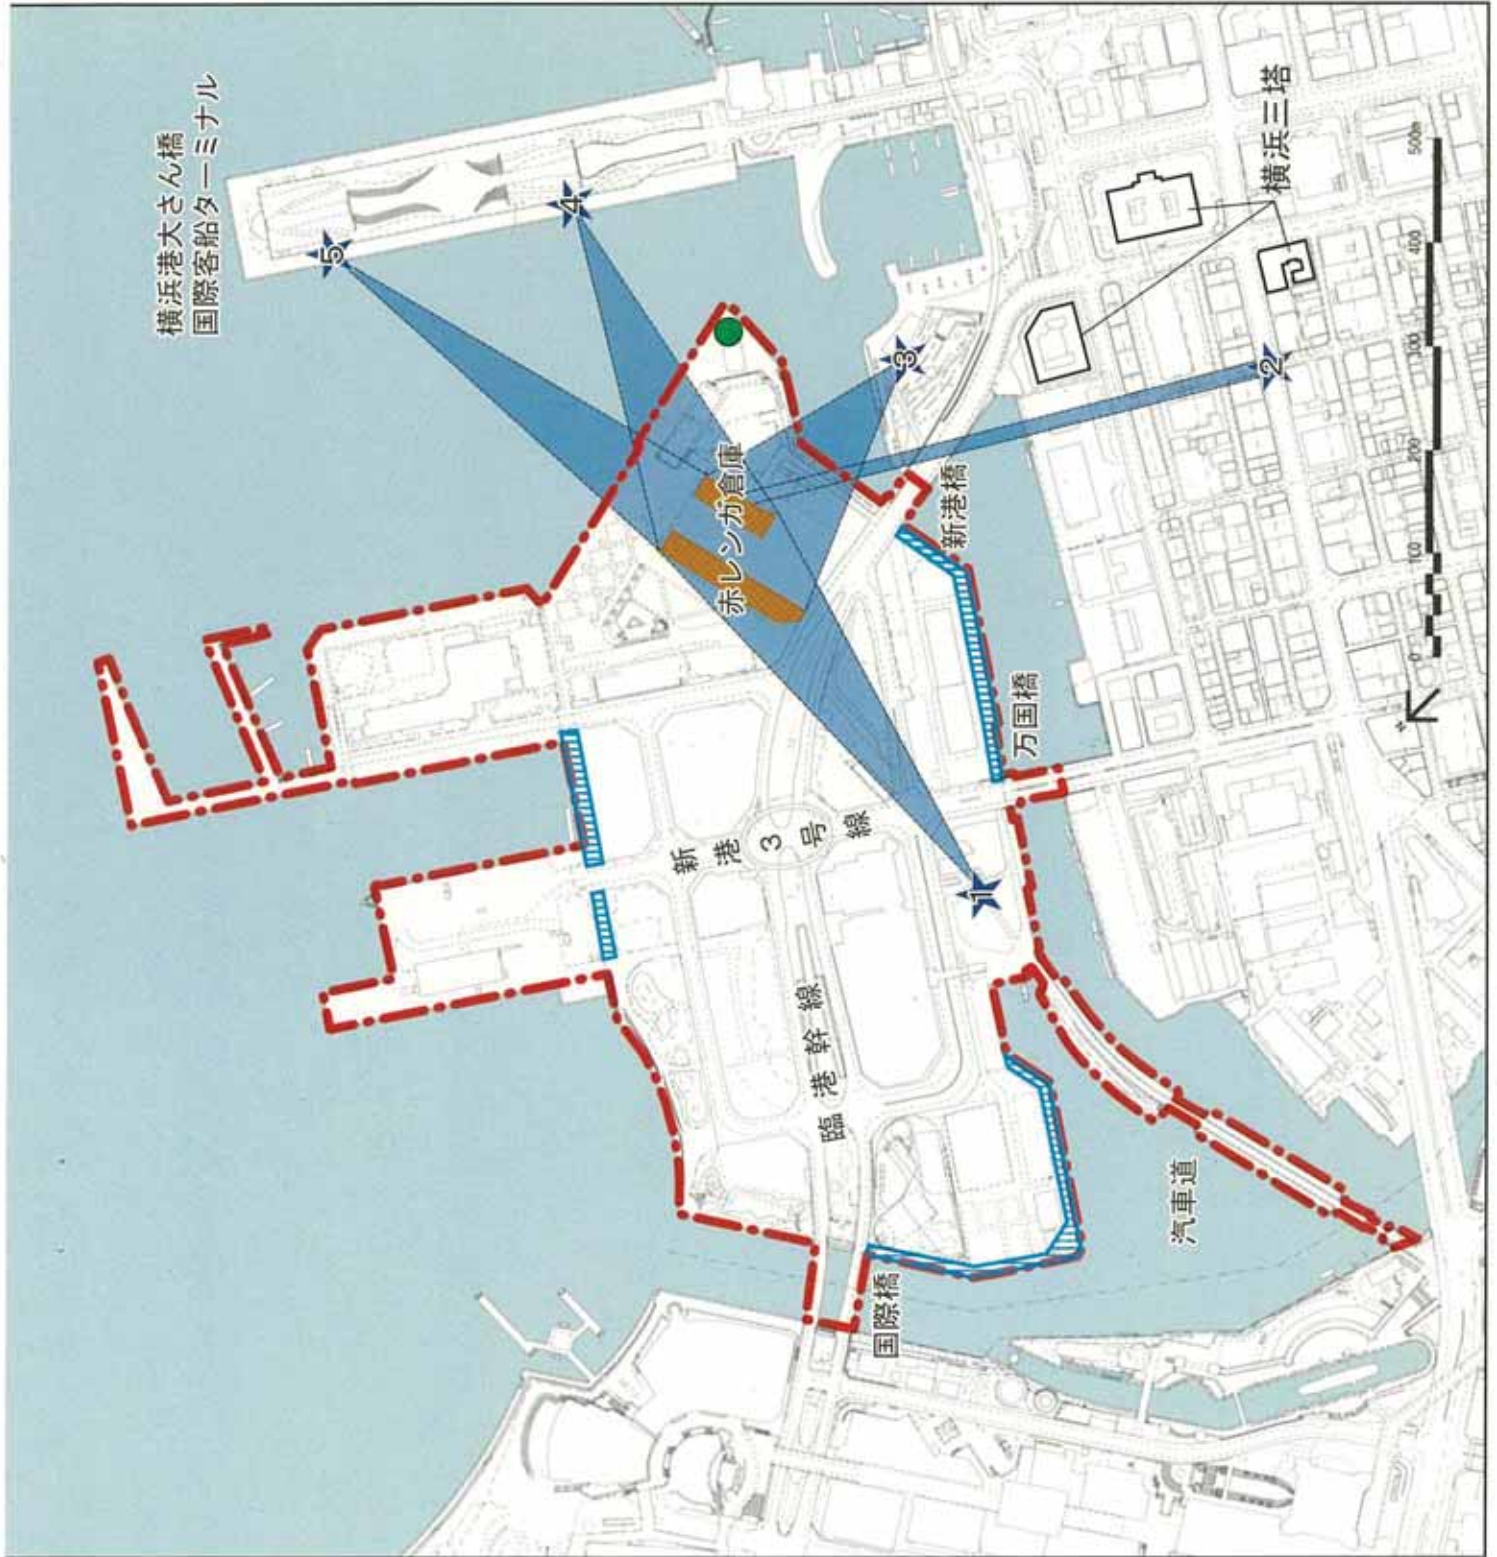 横浜港大さん橋
国際客船ターミナル
5
4
赤レンガ倉庫
3
2
1
新港橋
万国橋
新港3号線
臨港幹線
国際橋
汽車道
横浜三塔
0
100
200
300
400
500m